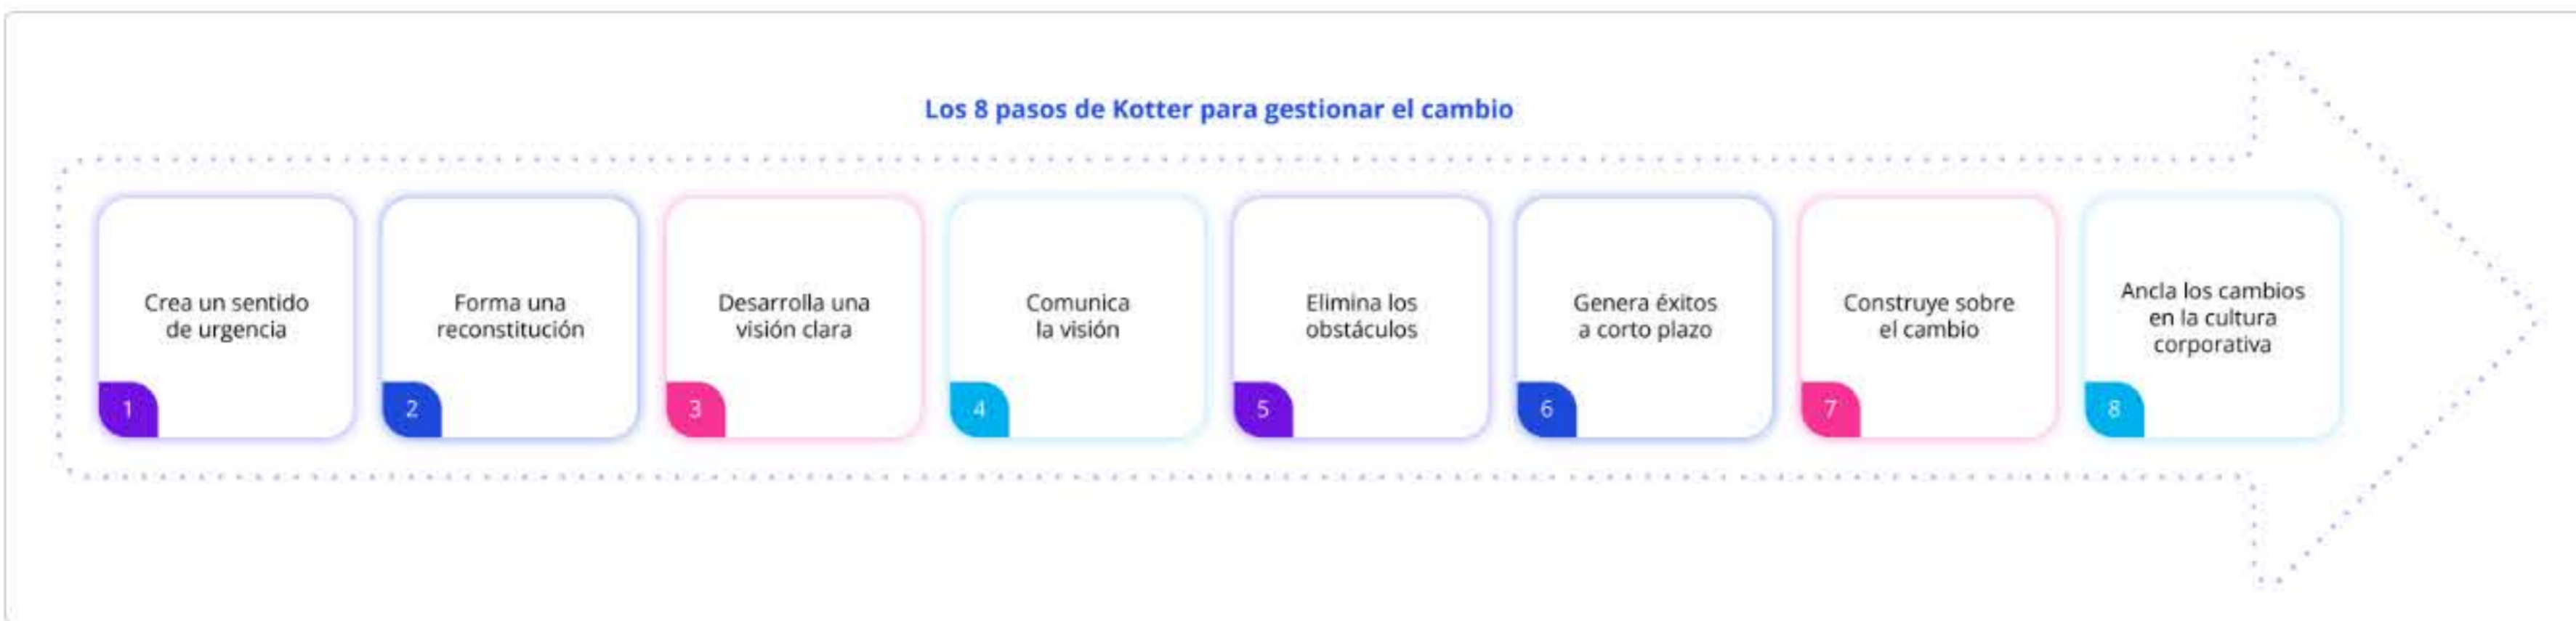 Los 8 pasos de Kotter para gestionar el cambio
Crea un sentido
de urgencia
1
Forma una
reconstitución
2
Desarrolla una
visión clara
3
Comunica
la visión
4
Elimina los
obstáculos
5
Genera éxitos
a corto plazo
6
Construye sobre
el cambio
7
Ancla los cambios
en la cultura
corporativa
8